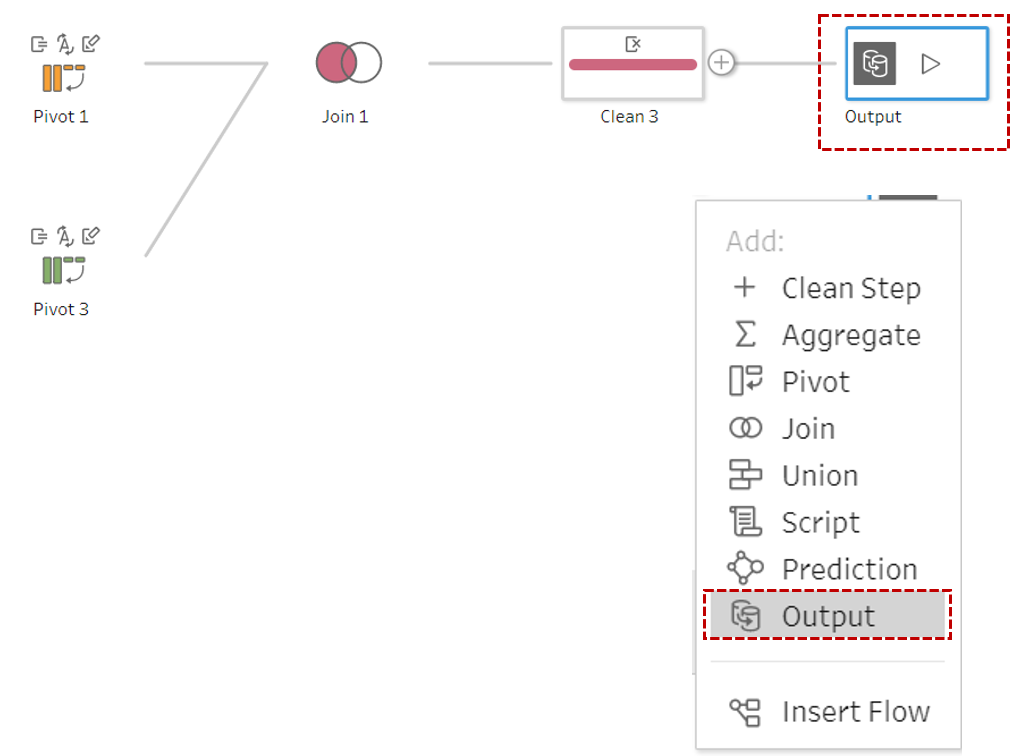 Pivot 1
Join 1
Clean 3
Output
Pivot 3
Add:
Clean Step
Aggregate
Pivot
Join
Union
Script
Prediction
Output
Insert Flow